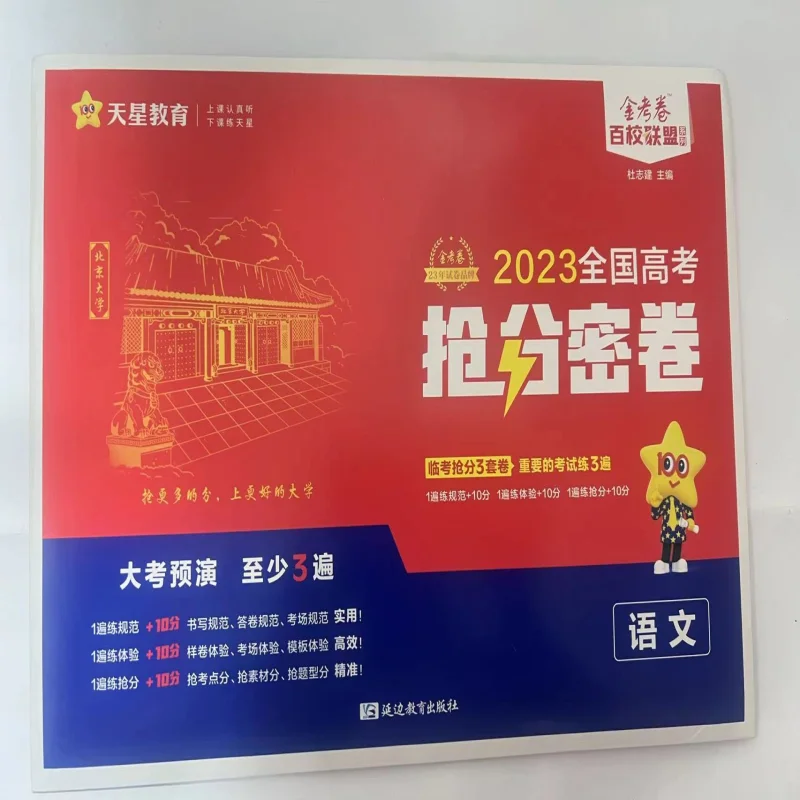 天星教育
上课认真听
下课练天星
金考卷™
百校联盟 系列
杜志建 主编
北京大学
北京大学
金考卷
23年试卷品牌
2023全国高考
抢分密卷
临考抢分3套卷 重要的考试练3遍
1遍练规范+10分 1遍练体验+10分 1遍练抢分+10分
100
抢更多的分，上更好的大学
大考预演 至少3遍
1遍练规范 +10分 书写规范、答卷规范、考场规范 实用！
1遍练体验 +10分 样卷体验、考场体验、模板体验 高效！
1遍练抢分 +10分 抢考点分、抢素材分、抢题型分 精准！
语文
延边教育出版社